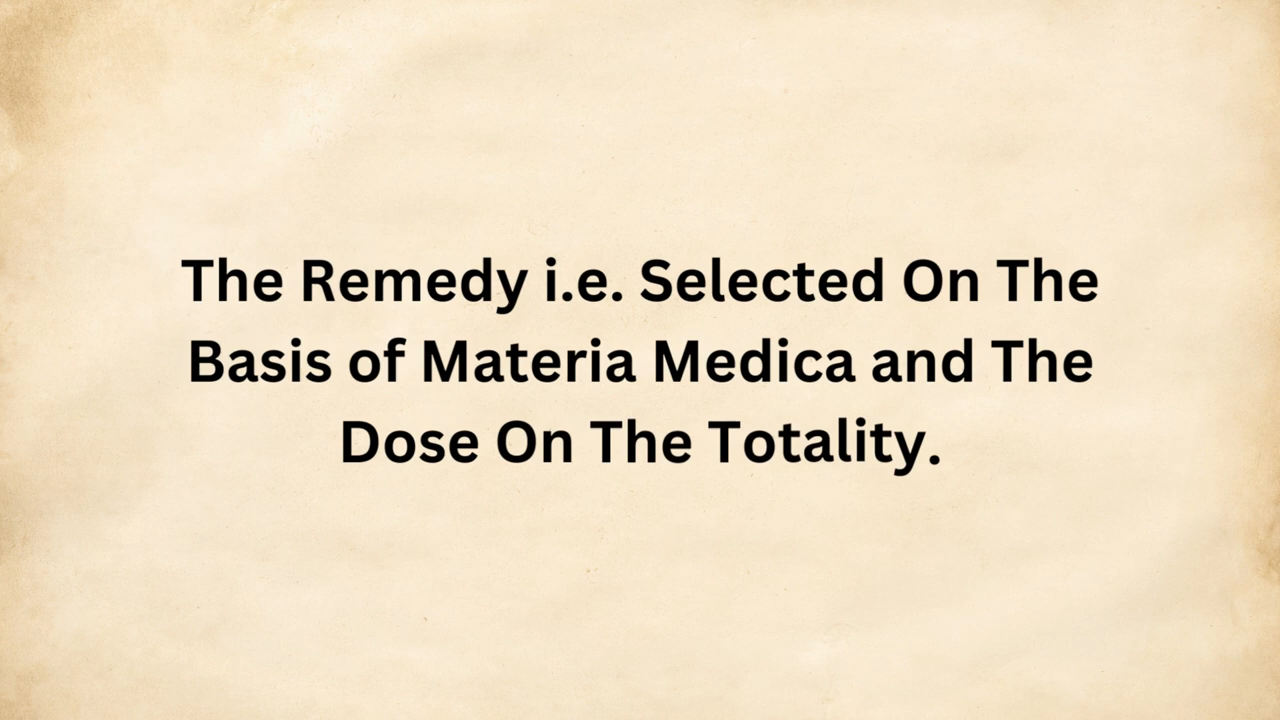 The Remedy i.e. Selected On The
Basis of Materia Medica and The
Dose On The Totality.